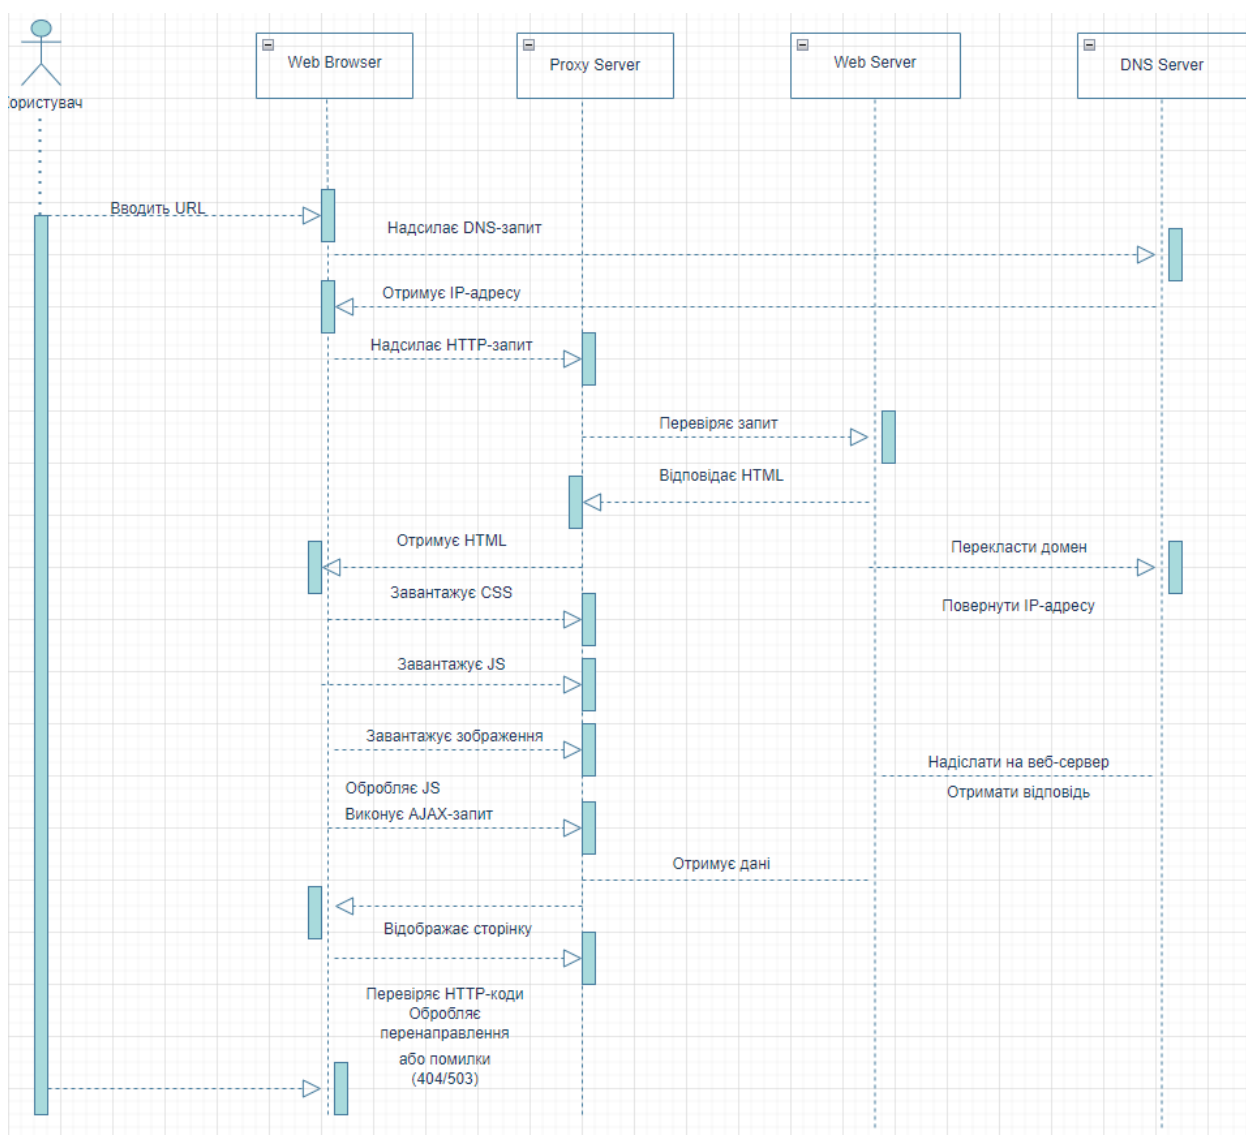 Web Browser
Proxy Server
Web Server
DNS Server
ористувач
Вводить URL
Надсилає DNS-запит
Отримує IP-адресу
Надсилає HTTP-запит
Перевіряє запит
Відповідає HTML
Отримує HTML
Перекласти домен
Завантажує CSS
Повернути IP-адресу
Завантажує JS
Завантажує зображення
Надіслати на веб-сервер
Обробляє JS
Отримати відповідь
Виконує AJAX-запит
Отримує дані
Відображає сторінку
Перевіряє HTTP-коди
Обробляє
перенаправлення
або помилки
(404/503)